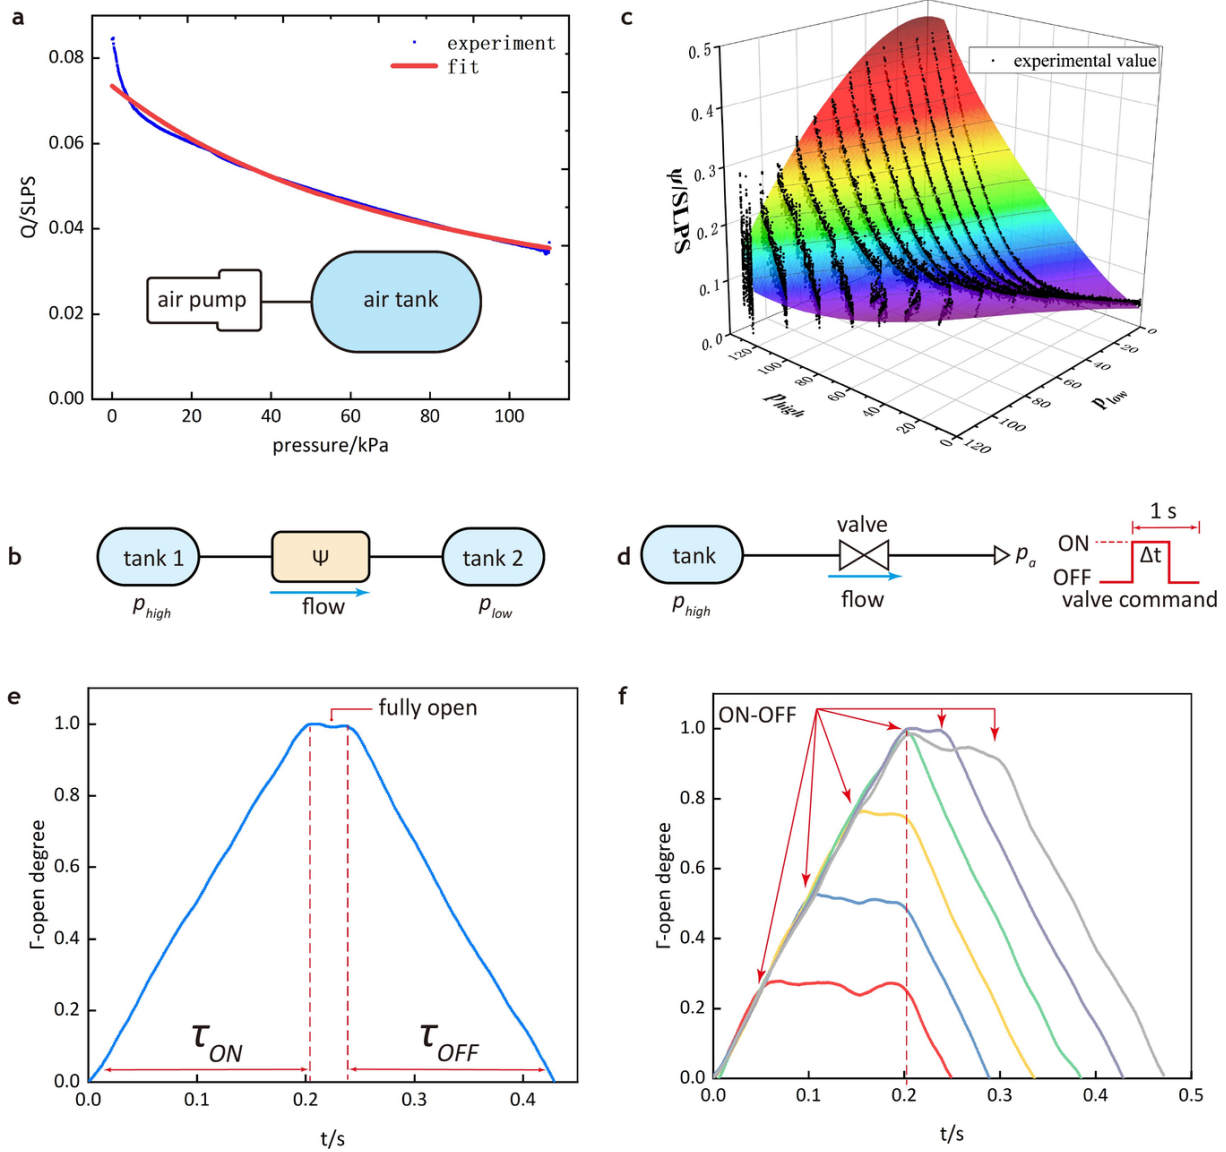 a
0.08
0.06
0.04
0.02
0.00
Q/SLPS
experiment
fit
air pump
air tank
0
20
40
60
80
100
pressure/kPa
c
0.5
0.4
0.3
0.2
0.1
0.0
ψ/SLPS
experimental value
120
100
80
60
40
20
0
p_high
0
20
40
60
80
100
120
p_low
b
tank 1
Ψ
tank 2
p_high
flow
p_low
d
tank
valve
p_a
p_high
flow
1 s
ON
Δt
OFF
valve command
e
1.0
0.8
0.6
0.4
0.2
0.0
Γ-open degree
fully open
τ_ON
τ_OFF
0.0
0.1
0.2
0.3
0.4
t/s
f
ON-OFF
1.0
0.8
0.6
0.4
0.2
0.0
Γ-open degree
0.0
0.1
0.2
0.3
0.4
0.5
t/s